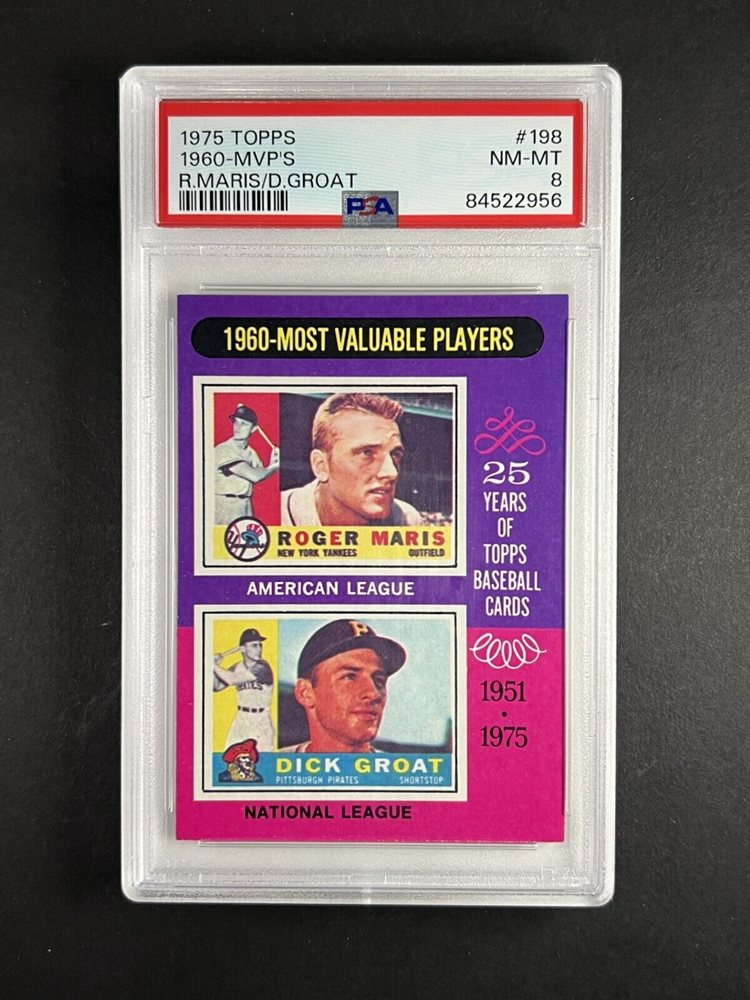 1975 TOPPS #198
1960-MVP'S NM-MT
R.MARIS/D.GROAT 8
PSA 84522956
1960-MOST VALUABLE PLAYERS
ROGER MARIS
NEW YORK YANKEES OUTFIELD
AMERICAN LEAGUE
25
YEARS
OF
TOPPS
BASEBALL
CARDS
1951
•
1975
P
PIRATES
DICK GROAT
PITTSBURGH PIRATES SHORTSTOP
NATIONAL LEAGUE